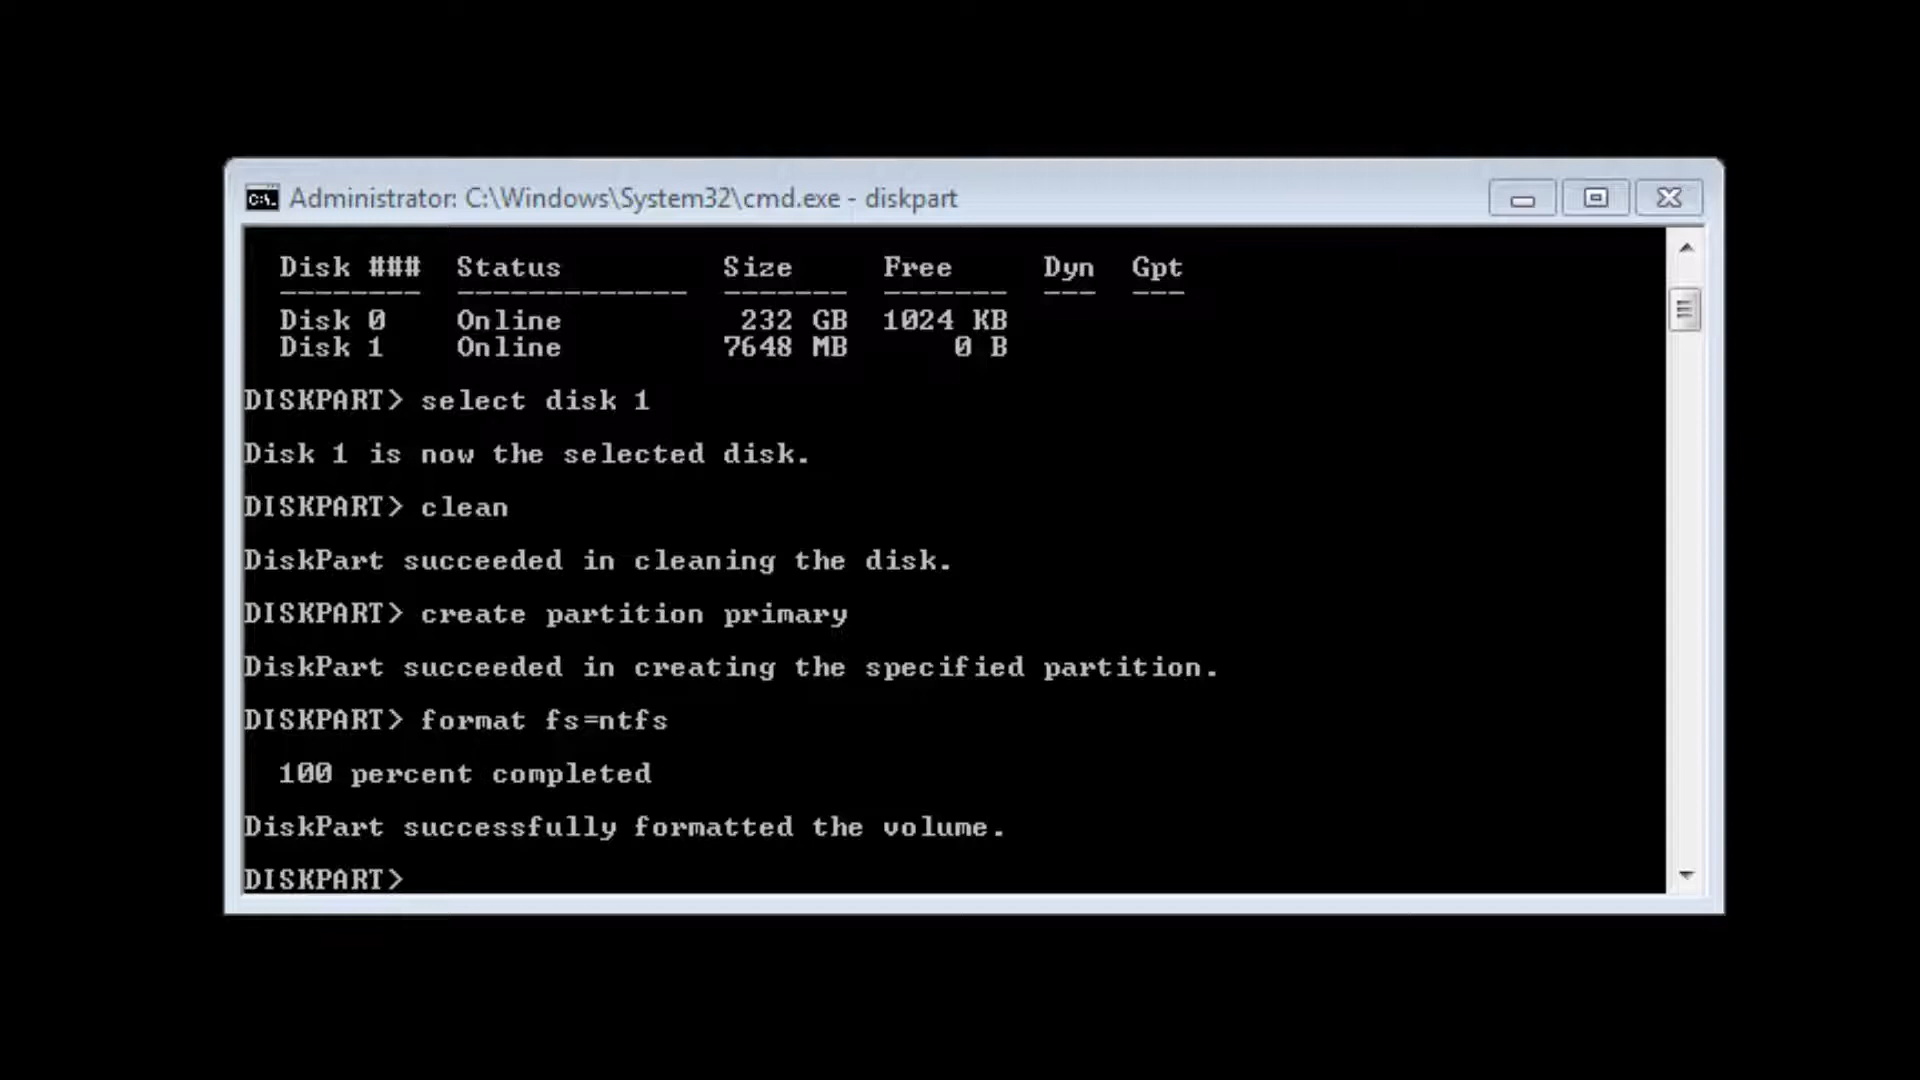 Administrator: C:\Windows\System32\cmd.exe - diskpart
Disk ### Status Size Free Dyn Gpt
-------- ------------- ------- ------- --- ---
Disk 0 Online 232 GB 1024 KB
Disk 1 Online 7648 MB 0 B
DISKPART> select disk 1
Disk 1 is now the selected disk.
DISKPART> clean
DiskPart succeeded in cleaning the disk.
DISKPART> create partition primary
DiskPart succeeded in creating the specified partition.
DISKPART> format fs=ntfs
100 percent completed
DiskPart successfully formatted the volume.
DISKPART>